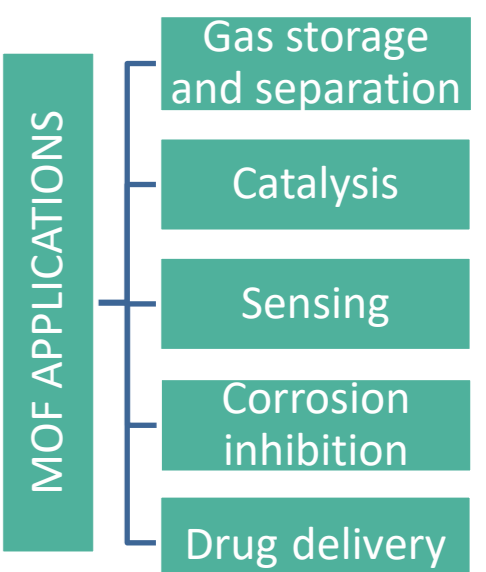 MOF APPLICATIONS
Gas storage
and separation
Catalysis
Sensing
Corrosion
inhibition
Drug delivery